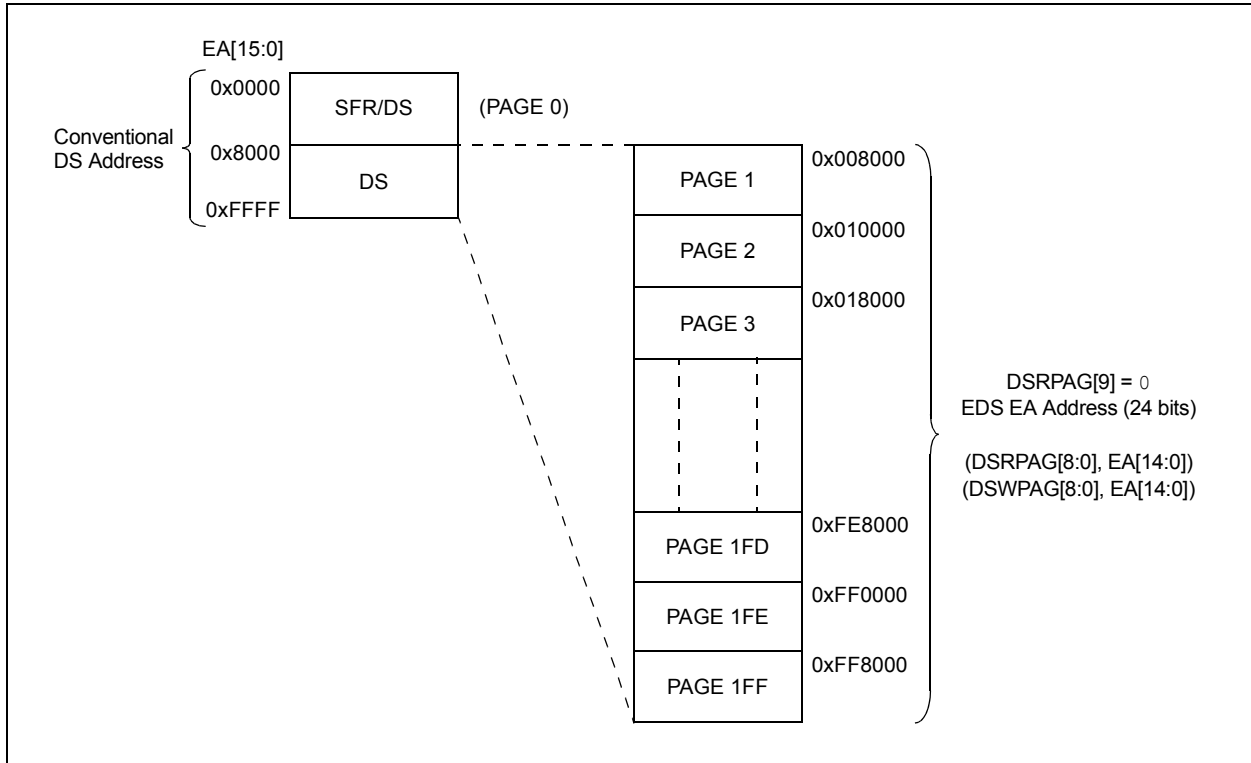 EA[15:0]
0x0000
SFR/DS
(PAGE 0)
Conventional
DS Address
0x8000
DS
0xFFFF
PAGE 1
0x008000
PAGE 2
0x010000
PAGE 3
0x018000
DSRPAG[9] = 0
EDS EA Address (24 bits)
(DSRPAG[8:0], EA[14:0])
(DSWPAG[8:0], EA[14:0])
PAGE 1FD
0xFE8000
PAGE 1FE
0xFF0000
PAGE 1FF
0xFF8000